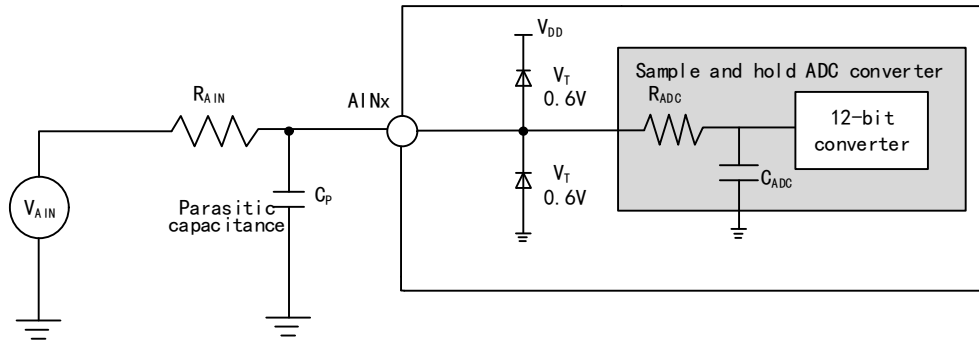 V_DD
Sample and hold ADC converter
V_T
0.6V
R_AIN
AINx
R_ADC
12-bit
converter
V_AIN
Parasitic
capacitance
C_P
V_T
0.6V
C_ADC